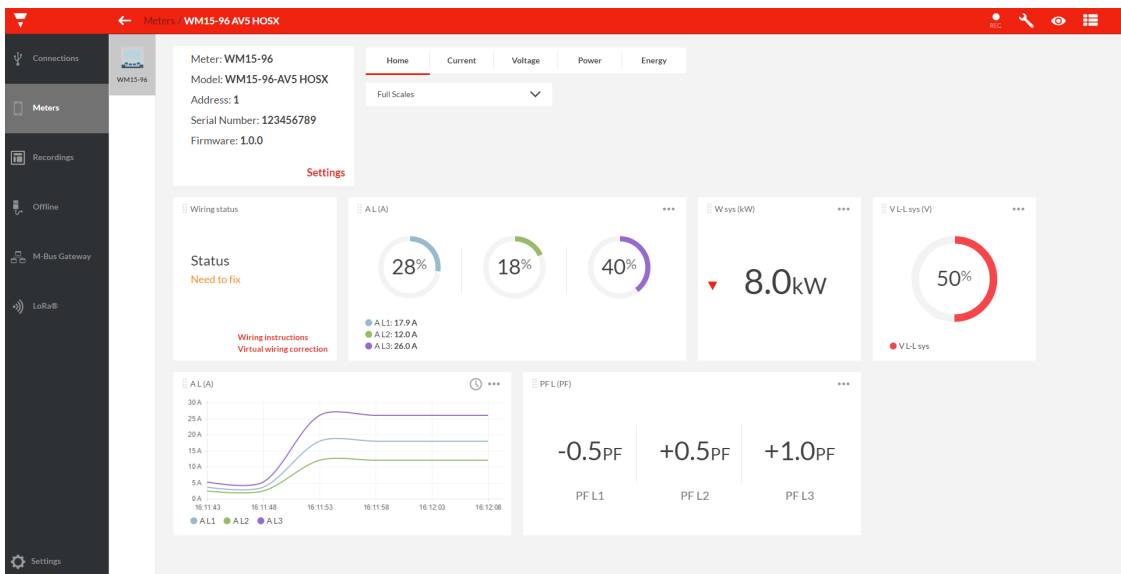 Meters / WM15-96 AV5 HOSX
REC
Connections
Meters
Recordings
Offline
M-Bus Gateway
LoRa®
Settings
WM15-96
Meter: WM15-96
Model: WM15-96-AV5 HOSX
Address: 1
Serial Number: 123456789
Firmware: 1.0.0
Settings
Home Current Voltage Power Energy
Full Scales
Wiring status
Status
Need to fix
Wiring instructions
Virtual wiring correction
A L (A)
28% 18% 40%
A L1: 17.9 A
A L2: 12.0 A
A L3: 26.0 A
W sys (kW)
8.0kW
V L-L sys (V)
50%
V L-L sys
A L (A)
30 A
25 A
20 A
15 A
10 A
5 A
0 A
16:11:43 16:11:48 16:11:53 16:11:58 16:12:03 16:12:08
A L1 A L2 A L3
PF L (PF)
-0.5PF +0.5PF +1.0PF
PF L1 PF L2 PF L3